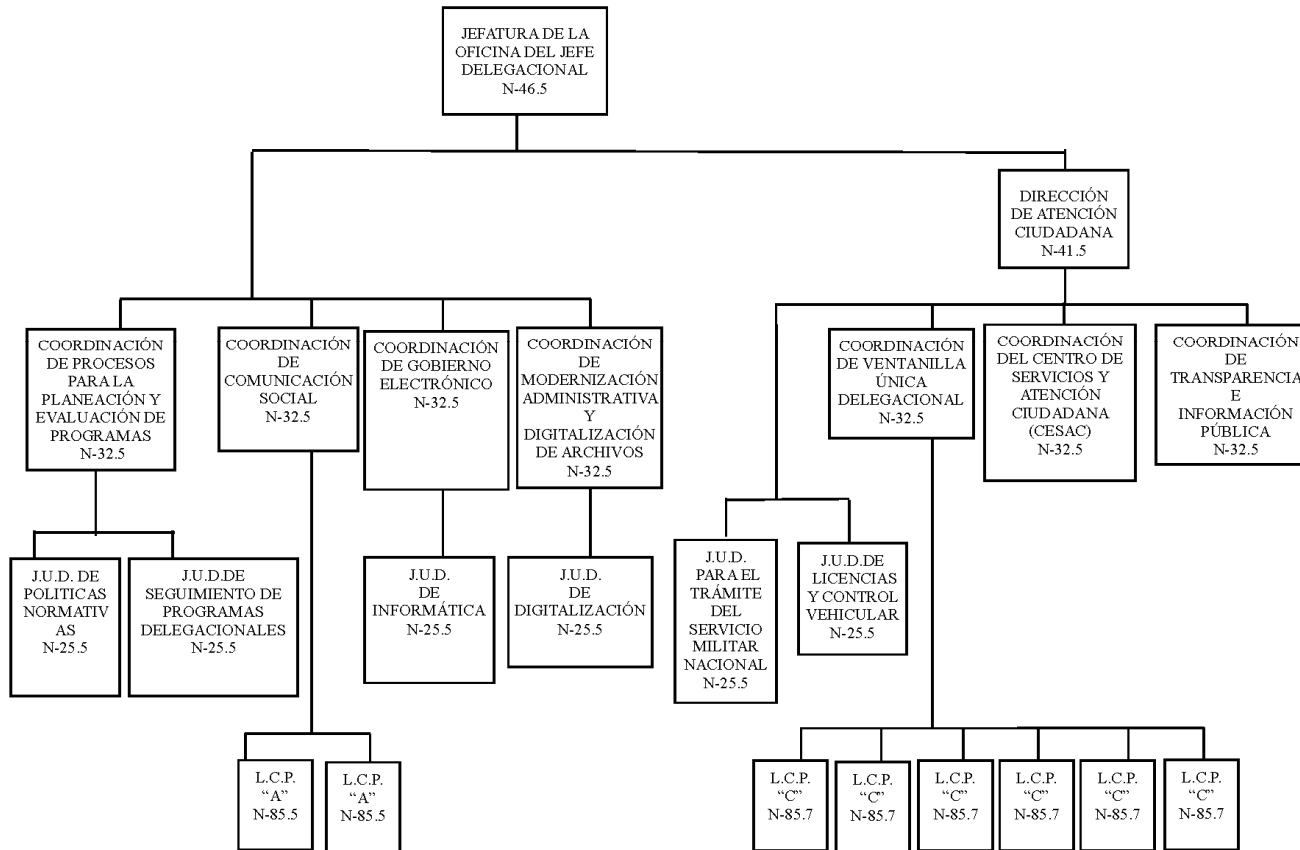 JEFATURA DE LA
OFICINA DEL JEFE
DELEGACIONAL
N-46.5
DIRECCIÓN
DE ATENCIÓN
CIUDADANA
N-41.5
COORDINACIÓN
DE PROCESOS
PARA LA
PLANEACIÓN Y
EVALUACIÓN DE
PROGRAMAS
N-32.5
COORDINACIÓN
DE
COMUNICACIÓN
SOCIAL
N-32.5
COORDINACIÓN
DE GOBIERNO
ELECTRÓNICO
N-32.5
COORDINACIÓN
DE
MODERNIZACIÓN
ADMINISTRATIVA
Y
DIGITALIZACIÓN
DE ARCHIVOS
N-32.5
COORDINACIÓN
DE VENTANILLA
ÚNICA
DELEGACIONAL
N-32.5
COORDINACIÓN
DEL CENTRO DE
SERVICIOS Y
ATENCIÓN
CIUDADANA
(CESAC)
N-32.5
COORDINACIÓN
DE
TRANSPARENCIA
E
INFORMACIÓN
PÚBLICA
N-32.5
J.U.D. DE
POLITICAS
NORMATIV
AS
N-25.5
J.U.D.DE
SEGUIMIENTO DE
PROGRAMAS
DELEGACIONALES
N-25.5
J.U.D.
DE
INFORMÁTICA
N-25.5
J.U.D.
DE
DIGITALIZACIÓN
N-25.5
J.U.D.
PARA EL
TRÁMITE
DEL
SERVICIO
MILITAR
NACIONAL
N-25.5
J.U.D.DE
LICENCIAS
Y CONTROL
VEHICULAR
N-25.5
L.C.P.
“A”
N-85.5
L.C.P.
“A”
N-85.5
L.C.P.
“C”
N-85.7
L.C.P.
“C”
N-85.7
L.C.P.
“C”
N-85.7
L.C.P.
“C”
N-85.7
L.C.P.
“C”
N-85.7
L.C.P.
“C”
N-85.7